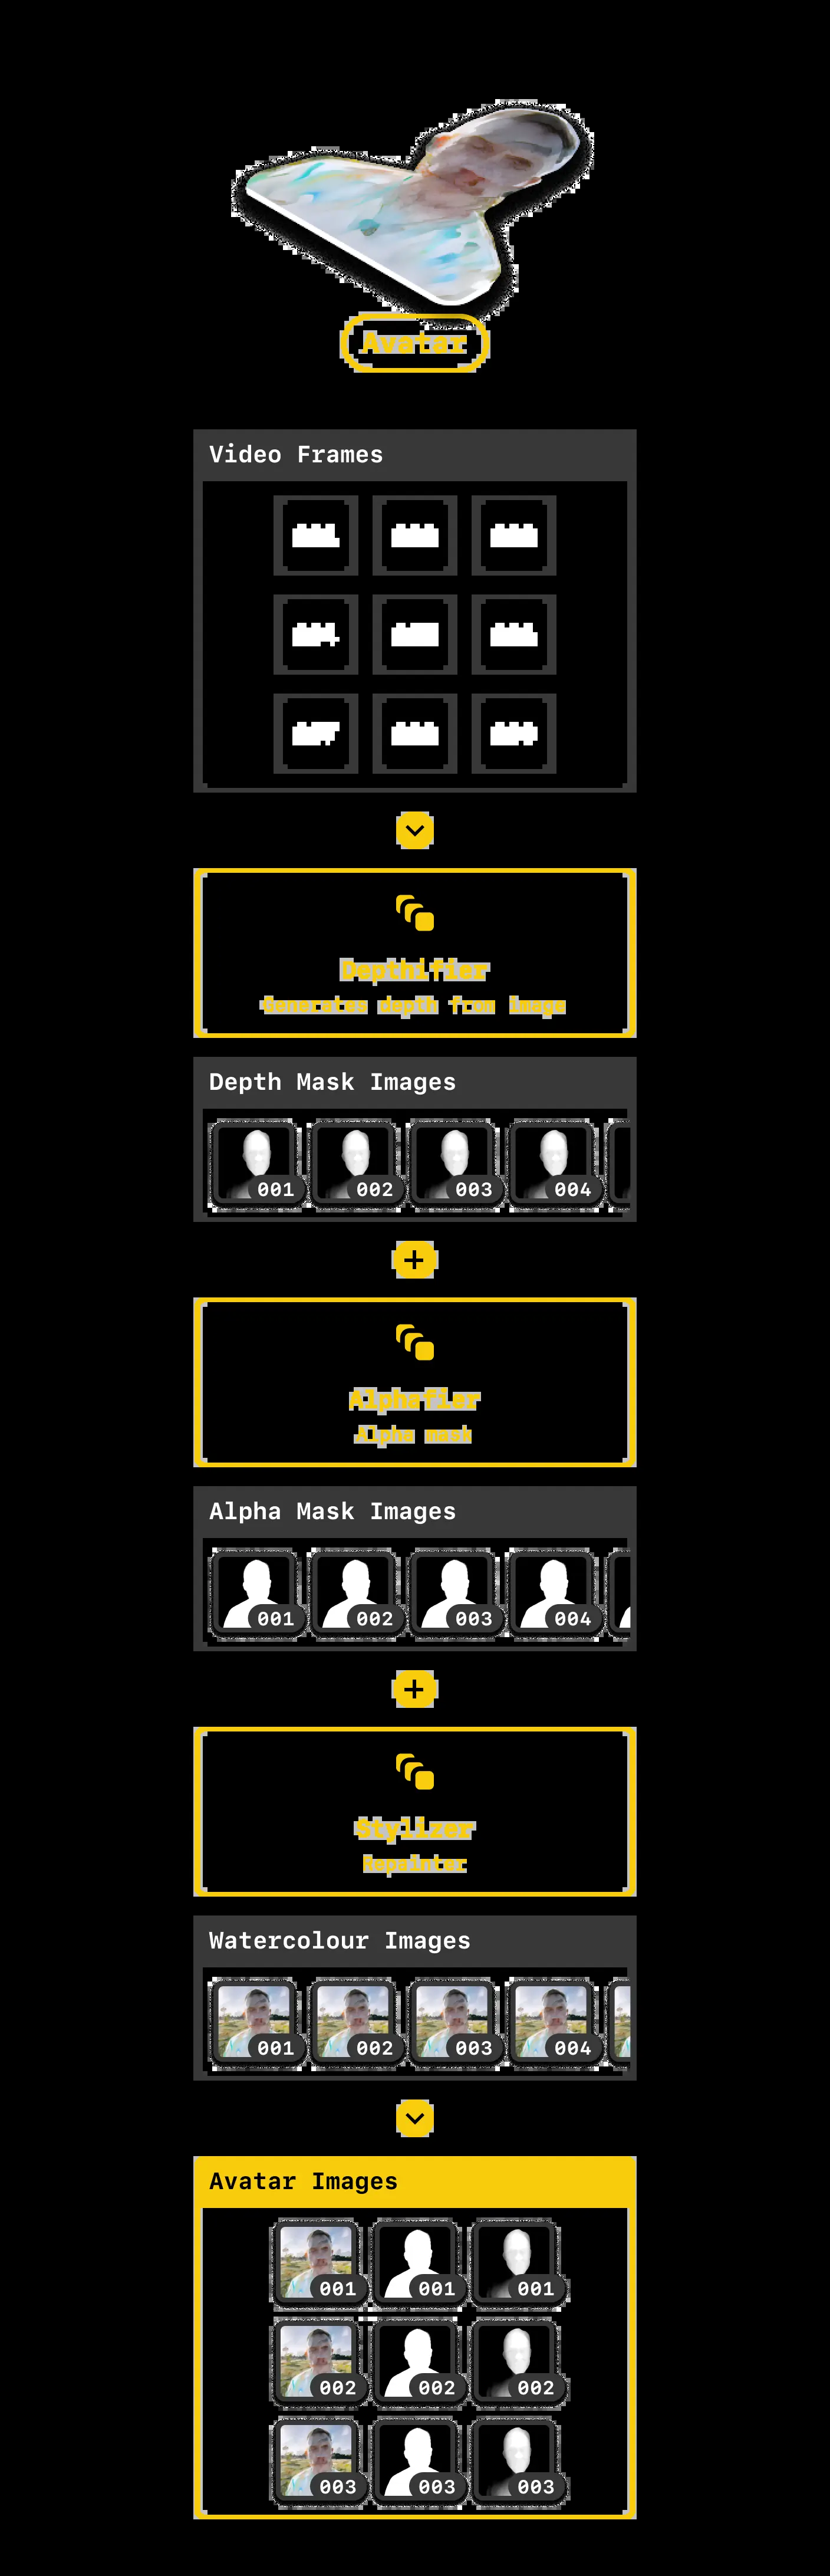 Avatar
Video Frames
Depthifier
Generates depth from image
Depth Mask Images
001 002 003 004
Alphafier
Alpha mask
Alpha Mask Images
001 002 003 004
Stylizer
Repainter
Watercolour Images
001 002 003 004
Avatar Images
001 001 001
002 002 002
003 003 003